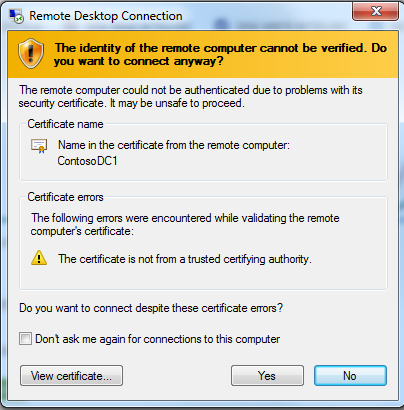 Remote Desktop Connection
The identity of the remote computer cannot be verified. Do
you want to connect anyway?
The remote computer could not be authenticated due to problems with its
security certificate. It may be unsafe to proceed.
Certificate name
Name in the certificate from the remote computer:
ContosoDC1
Certificate errors
The following errors were encountered while validating the remote
computer's certificate:
The certificate is not from a trusted certifying authority.
Do you want to connect despite these certificate errors?
Don't ask me again for connections to this computer
View certificate... Yes No